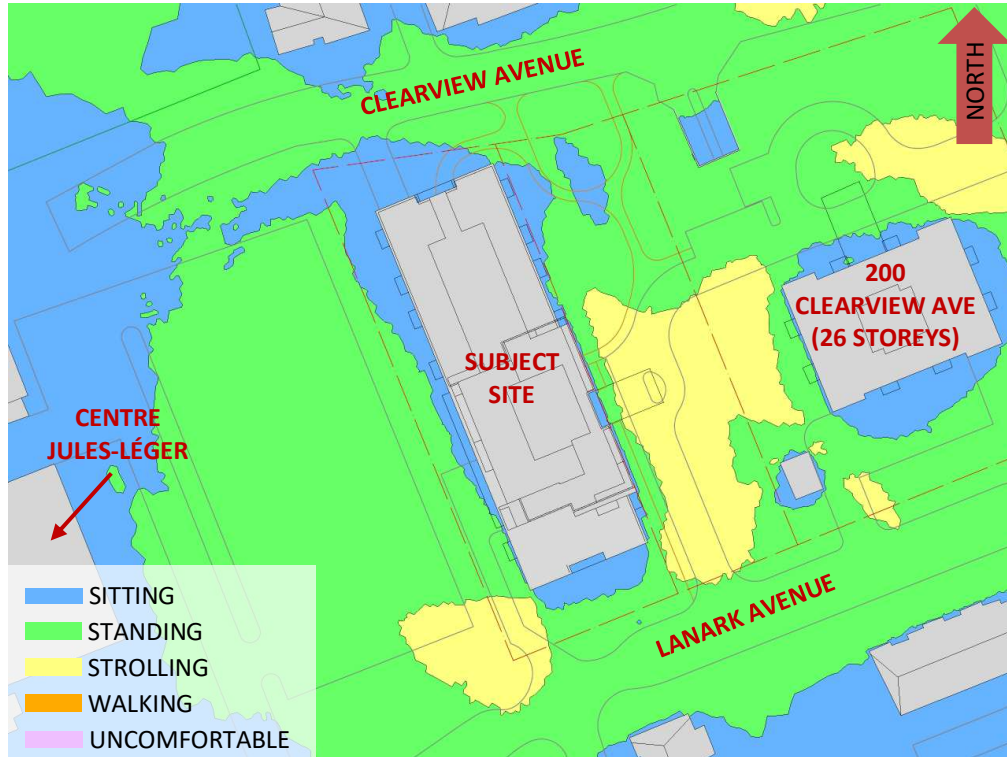 CLEARVIEW AVENUE
NORTH
200
CLEARVIEW AVE
(26 STOREYS)
SUBJECT
SITE
CENTRE
JULES-LÉGER
LANARK AVENUE
SITTING
STANDING
STROLLING
WALKING
UNCOMFORTABLE